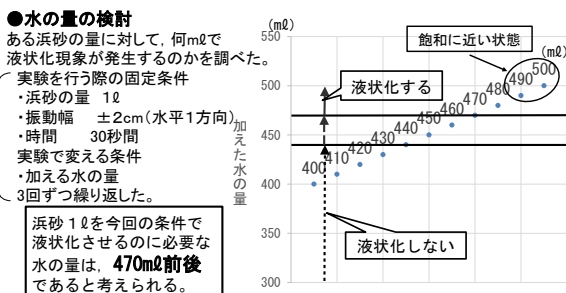 ●水の量の検討
ある浜砂の量に対して，何mℓで
液状化現象が発生するのかを調べた。
実験を行う際の固定条件
・浜砂の量　1ℓ
・振動幅　±2cm（水平1方向）
・時間　30秒間
実験で変える条件
・加える水の量
3回ずつ繰り返した。
浜砂１ℓを今回の条件で
液状化させるのに必要な
水の量は，470mℓ前後
であると考えられる。
加えた水の量
(mℓ)
550
500
450
400
350
300
飽和に近い状態
(mℓ)
液状化する
400
410
420
430
440
450
460
470
480
490
500
液状化しない